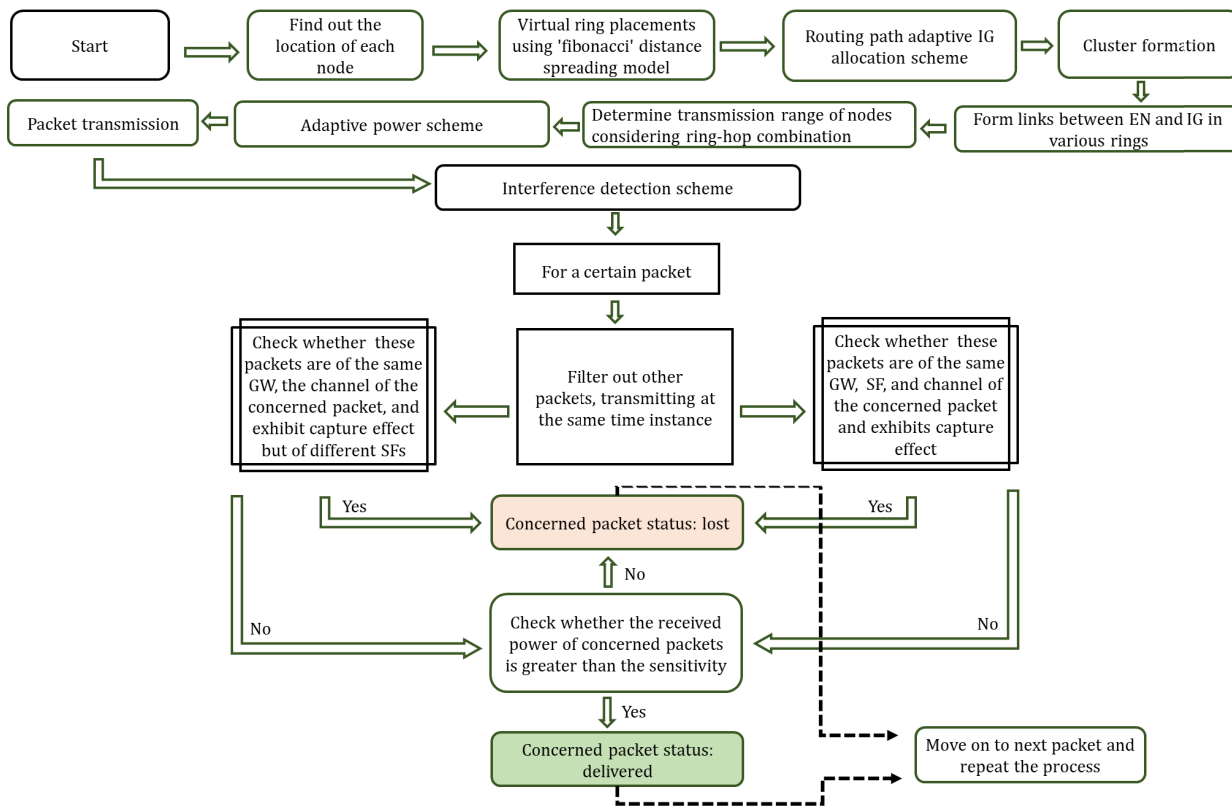 Start
Find out the
location of each
node
Virtual ring placements
using 'fibonacci' distance
spreading model
Routing path adaptive IG
allocation scheme
Cluster formation
Packet transmission
Adaptive power scheme
Determine transmission range of nodes
considering ring-hop combination
Form links between EN and IG in
various rings
Interference detection scheme
For a certain packet
Check whether these
packets are of the same
GW, the channel of the
concerned packet, and
exhibit capture effect
but of different SFs
Filter out other
packets, transmitting at
the same time instance
Check whether these
packets are of the same
GW, SF, and channel of
the concerned packet
and exhibits capture
effect
Yes
Concerned packet status: lost
Yes
No
No
Check whether the received
power of concerned packets
is greater than the sensitivity
No
Yes
Concerned packet status:
delivered
Move on to next packet and
repeat the process